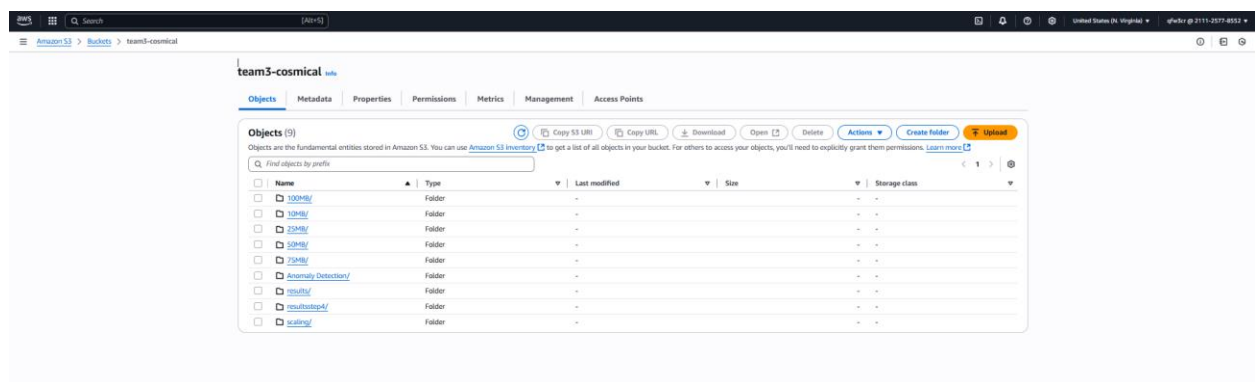 aws Search [Alt+S] United States (N. Virginia) qfw3cr @ 2111-2577-8552
Amazon S3 > Buckets > team3-cosmical
team3-cosmical Info
Objects Metadata Properties Permissions Metrics Management Access Points
Objects (9) Copy S3 URI Copy URL Download Open Delete Actions Create folder Upload
Objects are the fundamental entities stored in Amazon S3. You can use Amazon S3 inventory to get a list of all objects in your bucket. For others to access your objects, you'll need to explicitly grant them permissions. Learn more
Find objects by prefix 1
Name Type Last modified Size Storage class
100MB/ Folder - - -
10MB/ Folder - - -
25MB/ Folder - - -
50MB/ Folder - - -
75MB/ Folder - - -
Anomaly Detection/ Folder - - -
results/ Folder - - -
resultsstep4/ Folder - - -
scaling/ Folder - - -